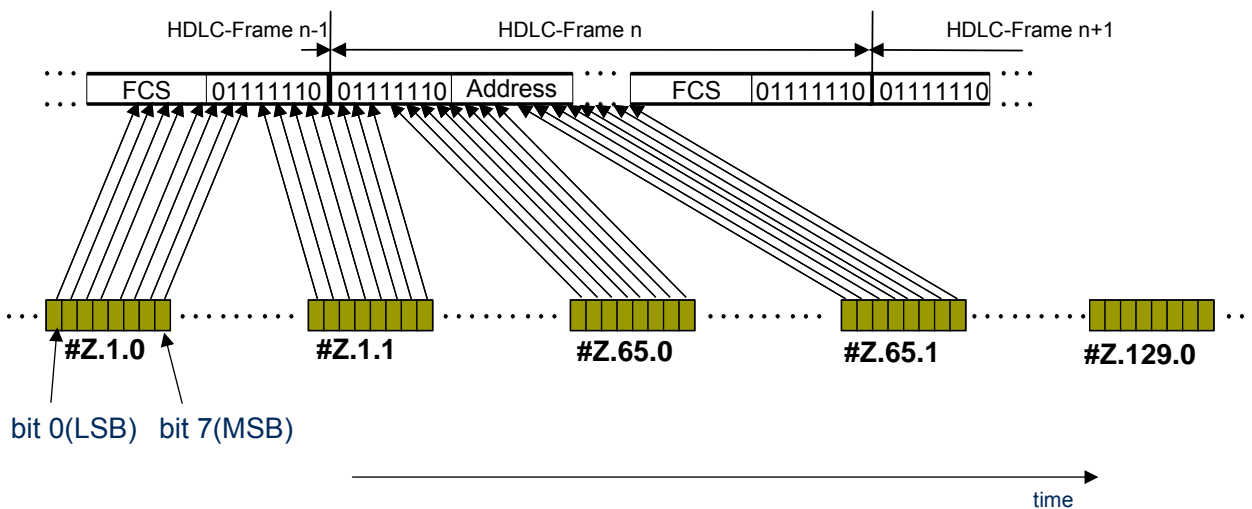 HDLC-Frame n-1 HDLC-Frame n HDLC-Frame n+1
FCS 01111110 01111110 Address FCS 01111110 01111110
#Z.1.0 #Z.1.1 #Z.65.0 #Z.65.1 #Z.129.0
bit 0(LSB) bit 7(MSB)
time